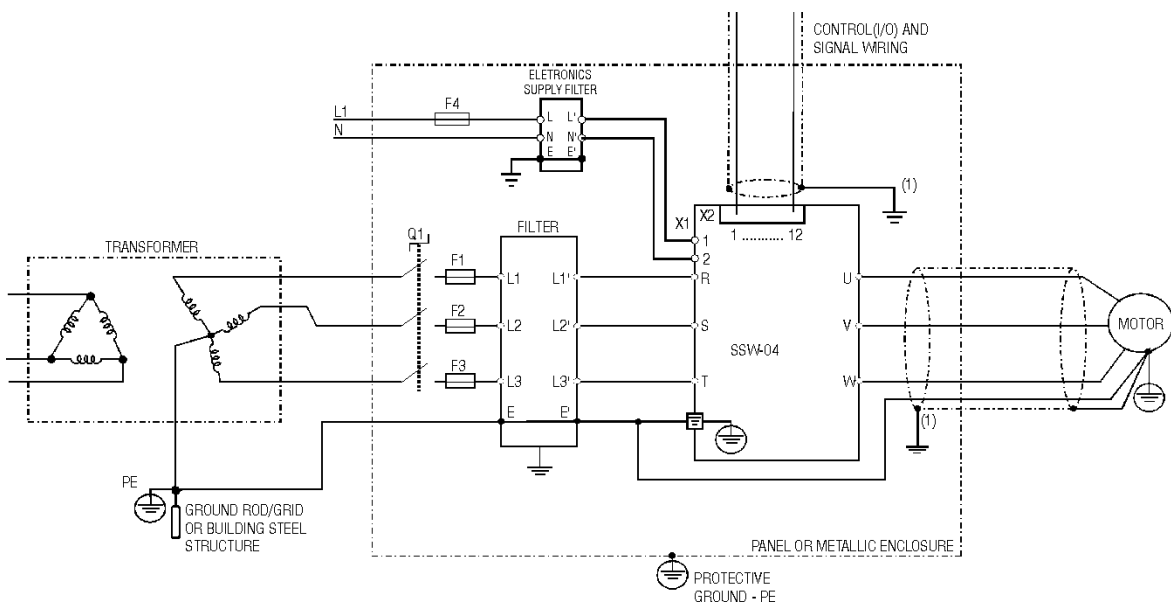 CONTROL(I/O) AND
SIGNAL WIRING
ELETRONICS
SUPPLY FILTER
L1
F4
L
L'
N
N
N'
E
E'
(1)
X1
X2
1 .......... 12
1
2
TRANSFORMER
Q1
FILTER
F1
L1
L1'
R
U
F2
L2
L2'
S
V
MOTOR
SSW-04
F3
L3
L3'
T
W
E
E'
(1)
PE
GROUND ROD/GRID
OR BUILDING STEEL
STRUCTURE
PANEL OR METALLIC ENCLOSURE
PROTECTIVE
GROUND - PE